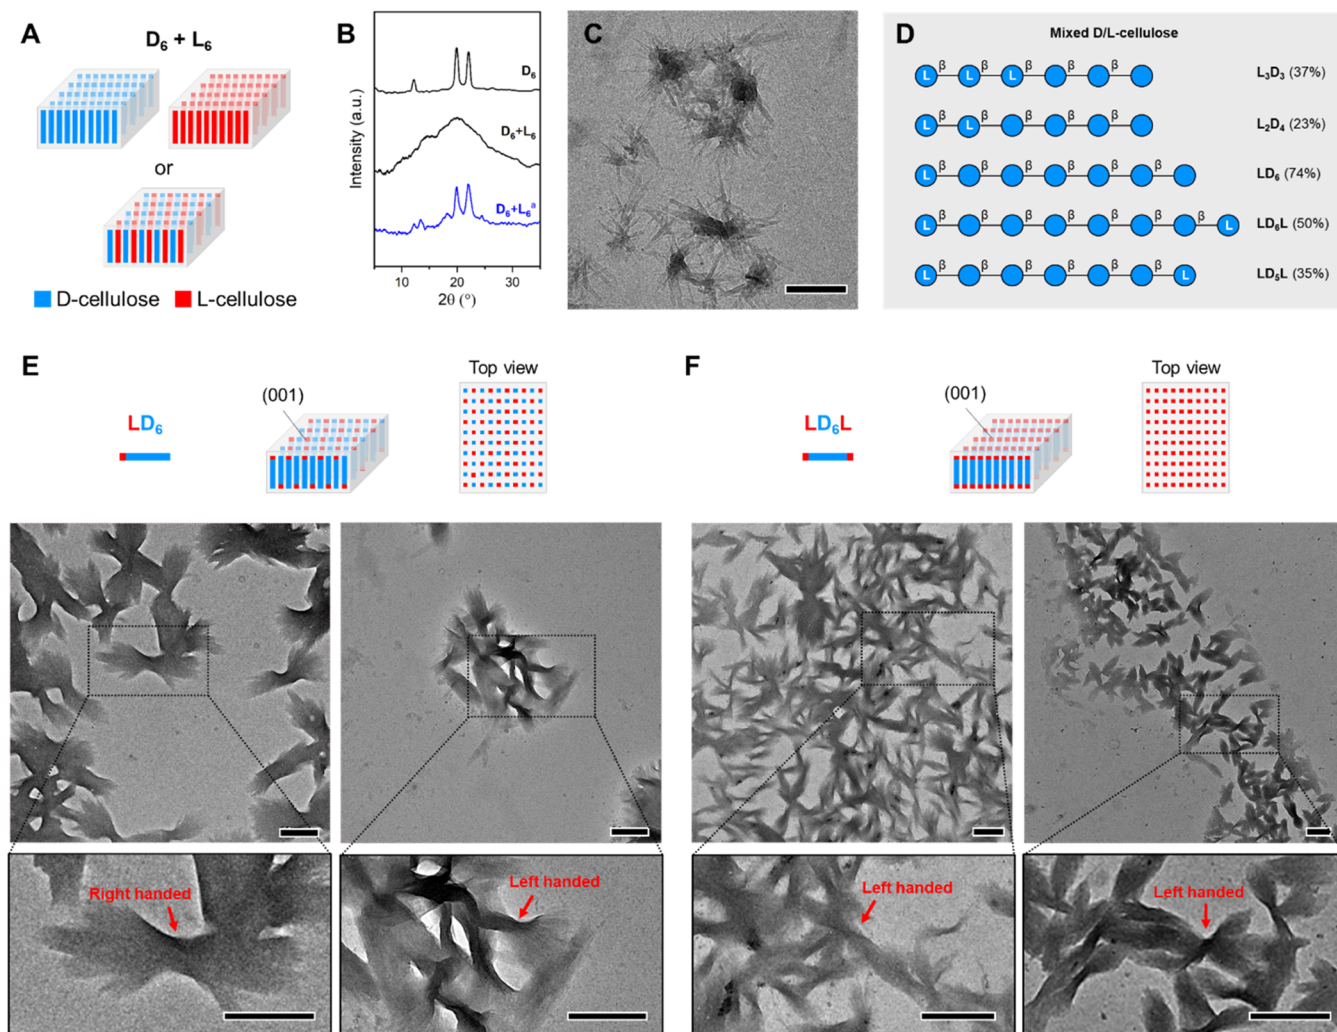 A
D₆ + L₆
or
D-cellulose
L-cellulose
B
Intensity (a.u.)
D₆
D₆+L₆
D₆+L₆ᵃ
10 20 30
2θ (°)
C
D
Mixed D/L-cellulose
L β L β L β β β
L₃D₃ (37%)
L β L β β β β
L₂D₄ (23%)
L β β β β β β
LD₆ (74%)
L β β β β β β β L
LD₆L (50%)
L β β β β β β L
LD₅L (35%)
E
LD₆
(001)
Top view
Right handed
Left handed
F
LD₆L
(001)
Top view
Left handed
Left handed